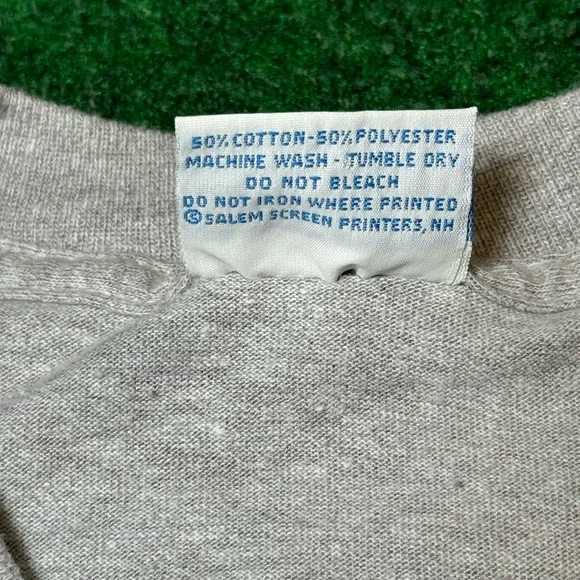 50% COTTON-50% POLYESTER
MACHINE WASH - TUMBLE DRY
DO NOT BLEACH
DO NOT IRON WHERE PRINTED
©SALEM SCREEN PRINTERS, NH